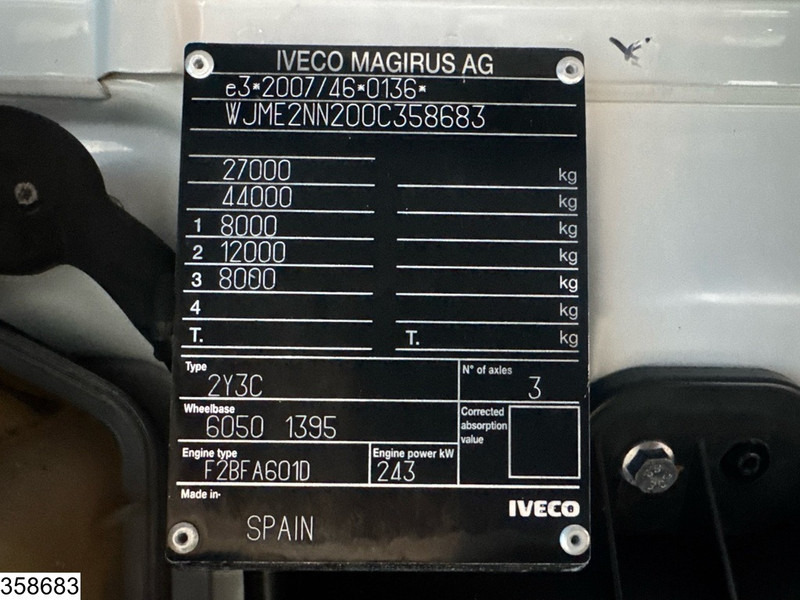 IVECO MAGIRUS AG
e3*2007/46*0136*
WJME2NN200C358683
27000 kg
44000 kg
1 8000 kg
2 12000 kg
3 8000 kg
4 kg
T. T. kg
Type N° of axles
2Y3C 3
Wheelbase Corrected absorption value
6050 1395
Engine type Engine power kW
F2BFA601D 243
Made in- IVECO
SPAIN
358683